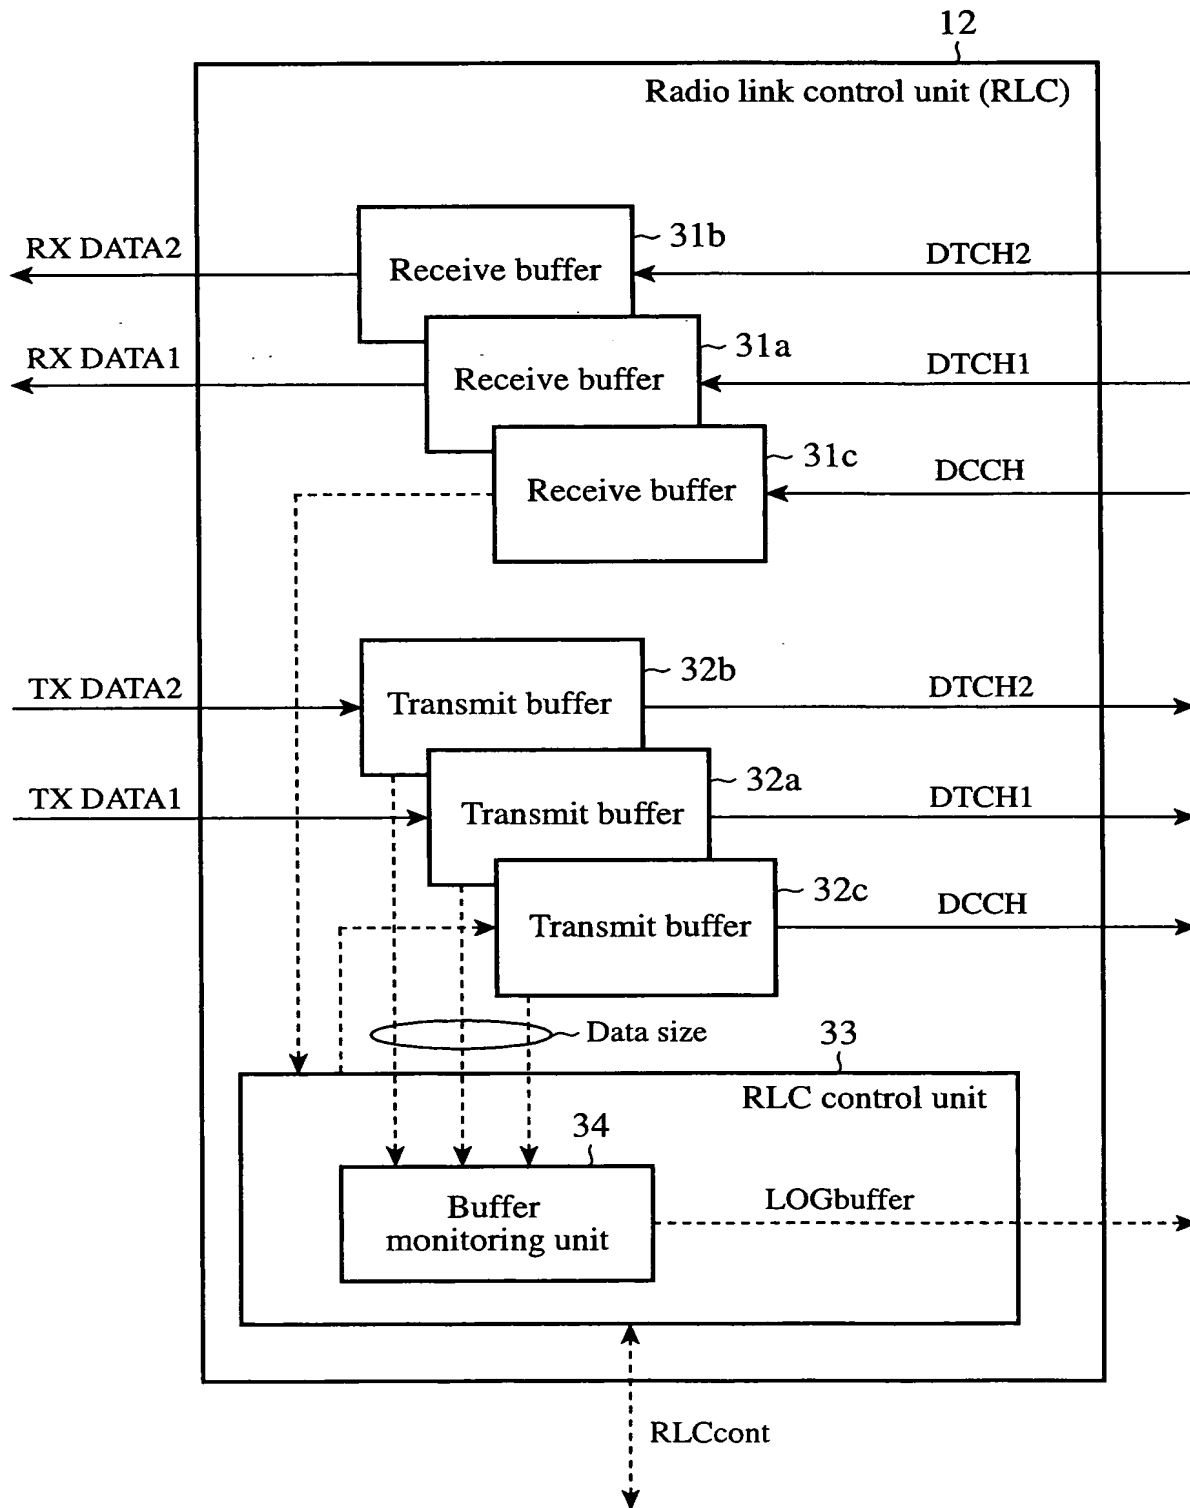 12
Radio link control unit (RLC)
31b
RX DATA2
Receive buffer
DTCH2
31a
RX DATA1
Receive buffer
DTCH1
31c
Receive buffer
DCCH
32b
TX DATA2
Transmit buffer
DTCH2
32a
TX DATA1
Transmit buffer
DTCH1
32c
Transmit buffer
DCCH
Data size
33
RLC control unit
34
Buffer
monitoring unit
LOGbuffer
RLCcont